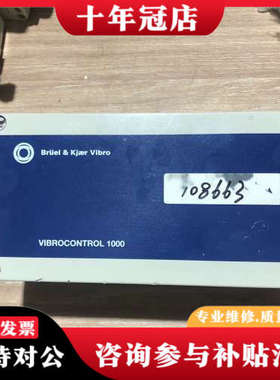 十年冠店
Brüel & Kjær Vibro
108663
VIBROCONTROL 1000
专业维修,质
发票
特对公
咨询参与补贴